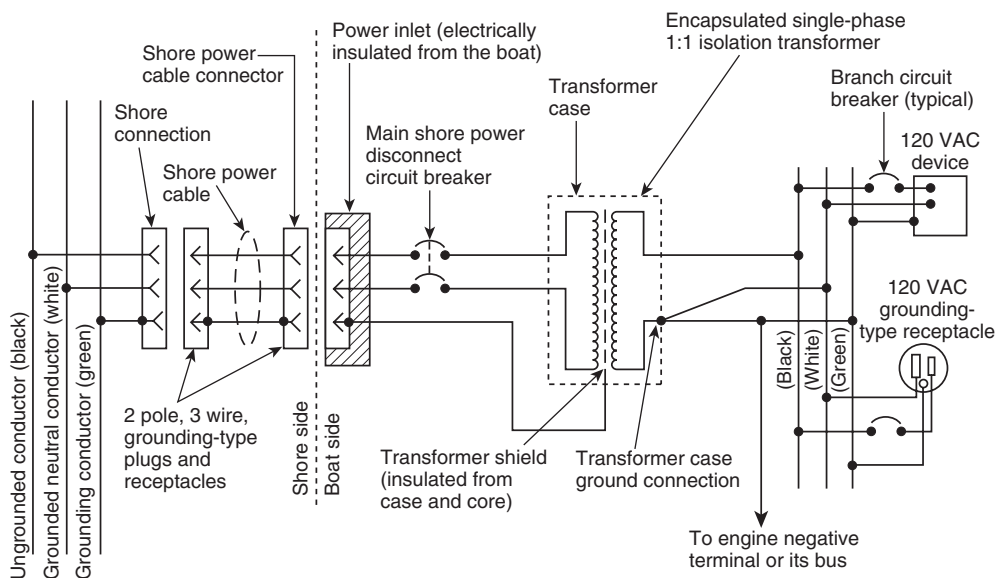 Shore power
cable connector
Power inlet (electrically
insulated from the boat)
Encapsulated single-phase
1:1 isolation transformer
Shore
connection
Shore power
cable
Main shore power
disconnect
circuit breaker
Transformer
case
Branch circuit
breaker (typical)
120 VAC
device
120 VAC
grounding-
type receptacle
Ungrounded conductor (black)
Grounded neutral conductor (white)
Grounding conductor (green)
2 pole, 3 wire,
grounding-type
plugs and
receptacles
Shore side
Boat side
Transformer shield
(insulated from
case and core)
Transformer case
ground connection
(Black)
(White)
(Green)
To engine negative
terminal or its bus